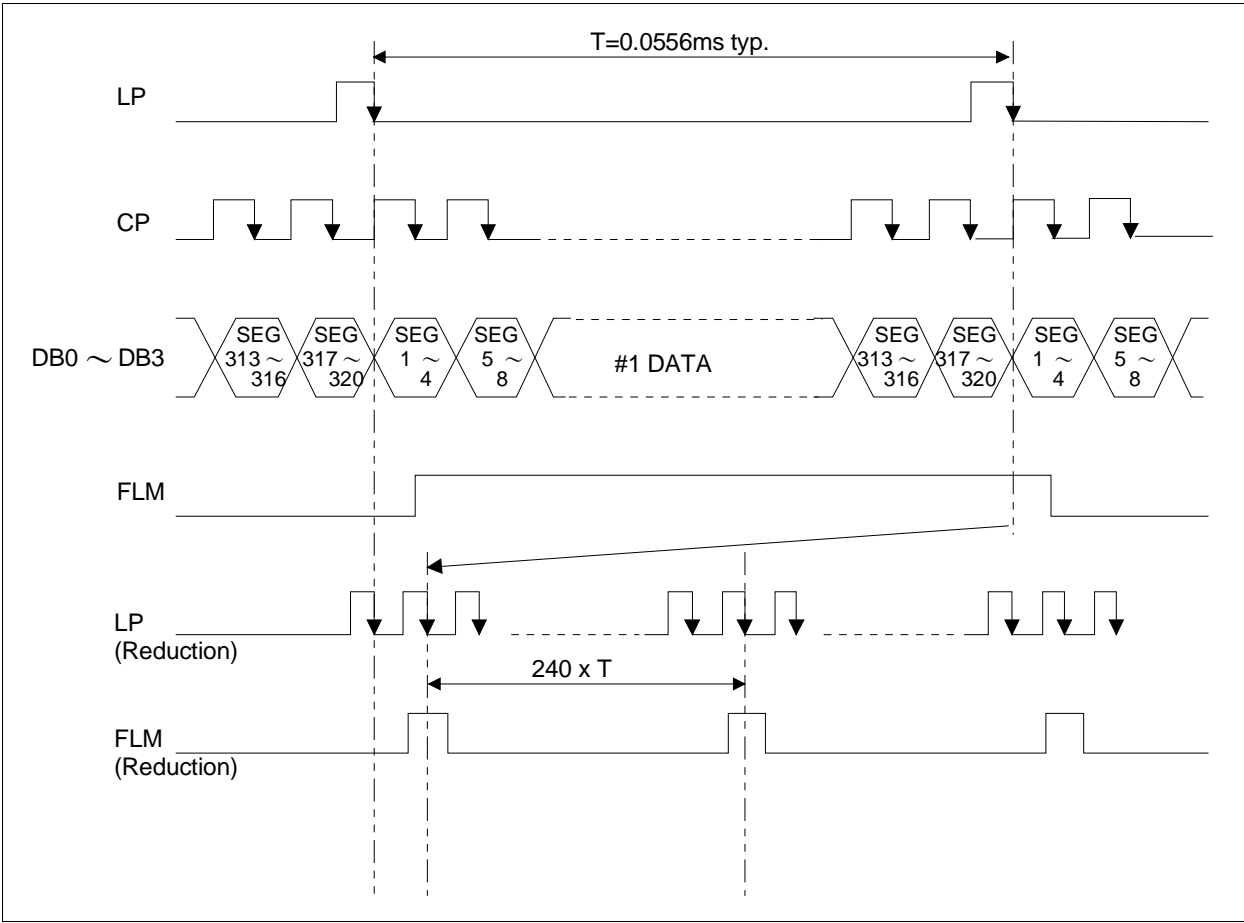 T=0.0556ms typ.
LP
CP
DB0 ～ DB3
SEG
313～
316
SEG
317～
320
SEG
1 ～
4
SEG
5 ～
8
#1 DATA
SEG
313～
316
SEG
317～
320
SEG
1 ～
4
SEG
5 ～
8
FLM
LP
(Reduction)
240 x T
FLM
(Reduction)